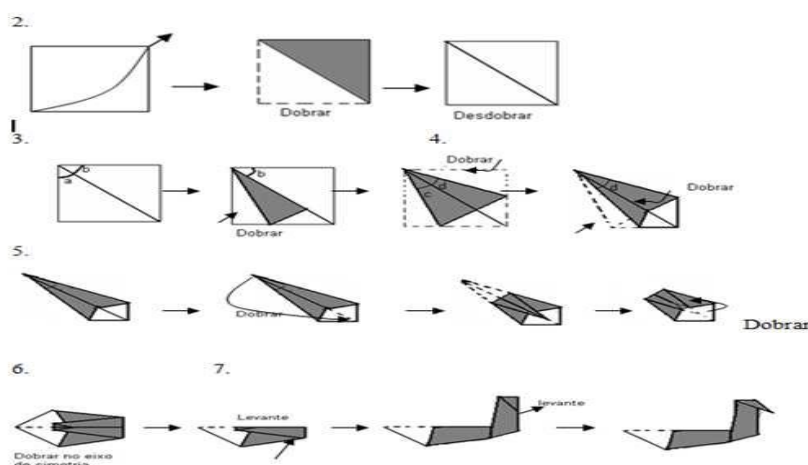 2.
Dobrar
Desdobrar
3.
4.
a
b
b
Dobrar
Dobrar
c
d
d
Dobrar
5.
Dobrar
Dobrar
6.
7.
Dobrar no eixo
de simetria
Levante
levante